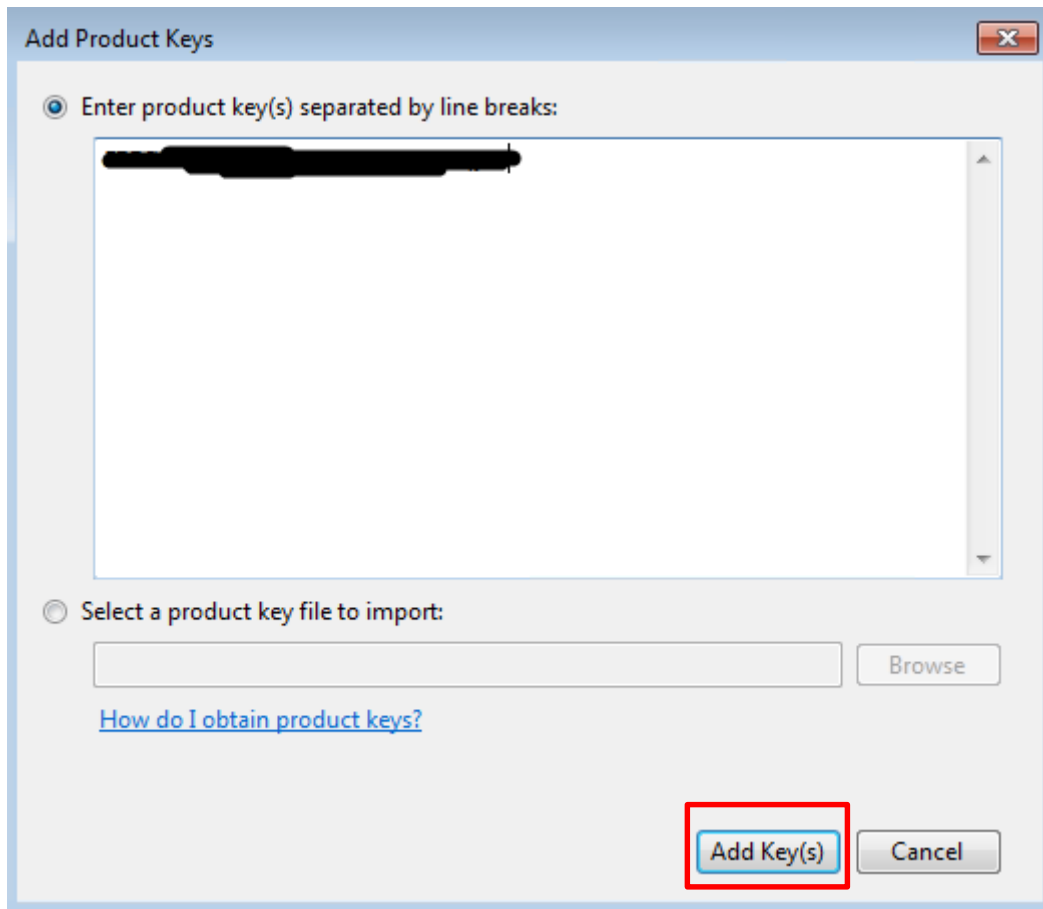 Add Product Keys
Enter product key(s) separated by line breaks:
Select a product key file to import:
Browse
How do I obtain product keys?
Add Key(s) Cancel